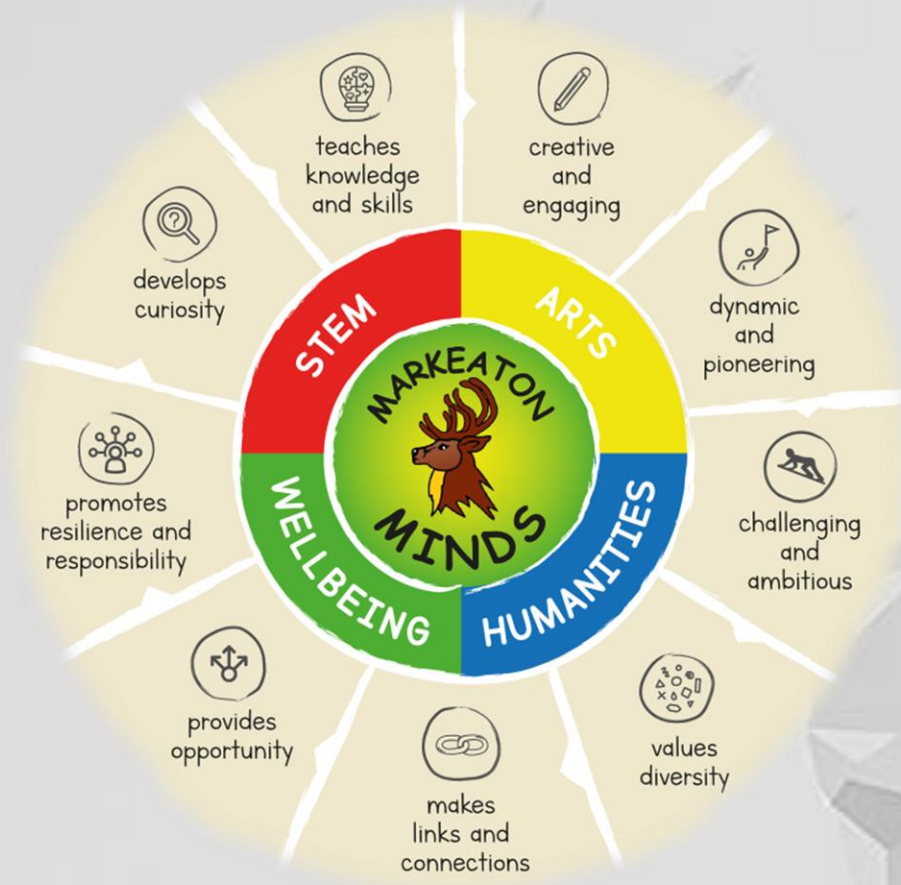 MARKEATON
MINDS
STEM
ARTS
HUMANITIES
WELLBEING
creative
and
engaging
dynamic
and
pioneering
challenging
and
ambitious
values
diversity
makes
links and
connections
provides
opportunity
promotes
resilience and
responsibility
develops
curiosity
teaches
knowledge
and skills